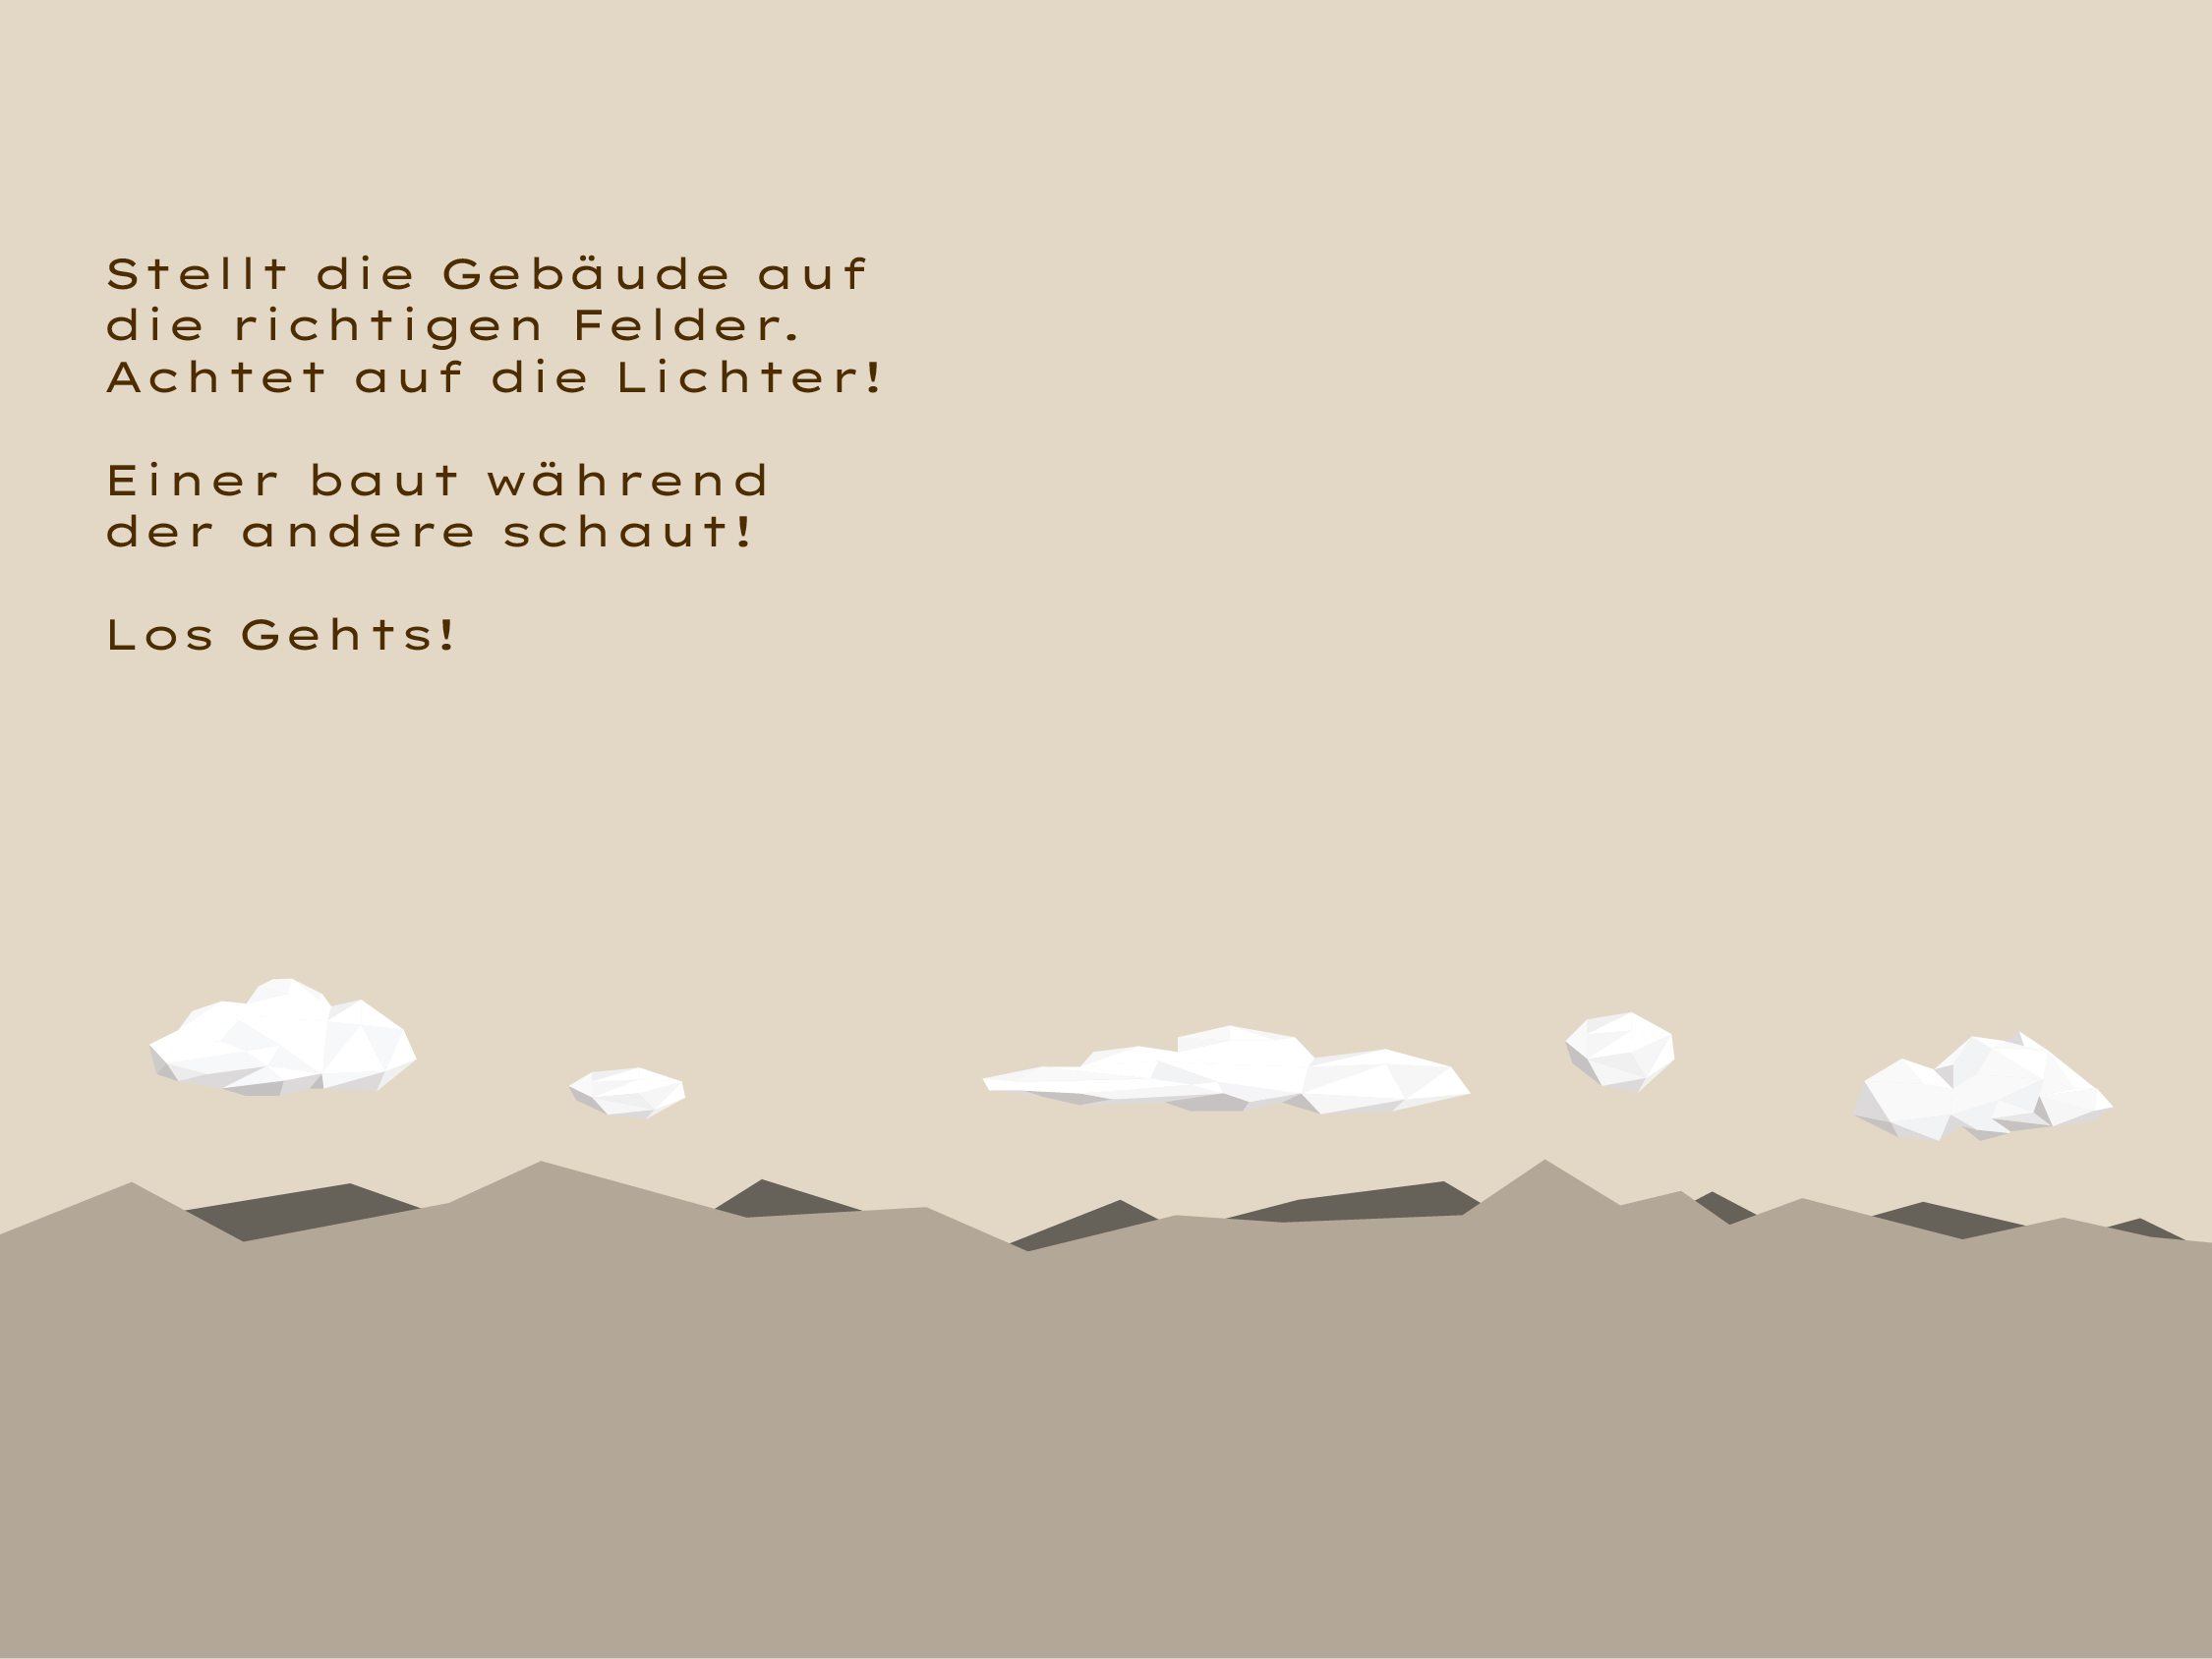 Stellt die Gebäude auf
die richtigen Felder.
Achtet auf die Lichter!
Einer baut während
der andere schaut!
Los Gehts!